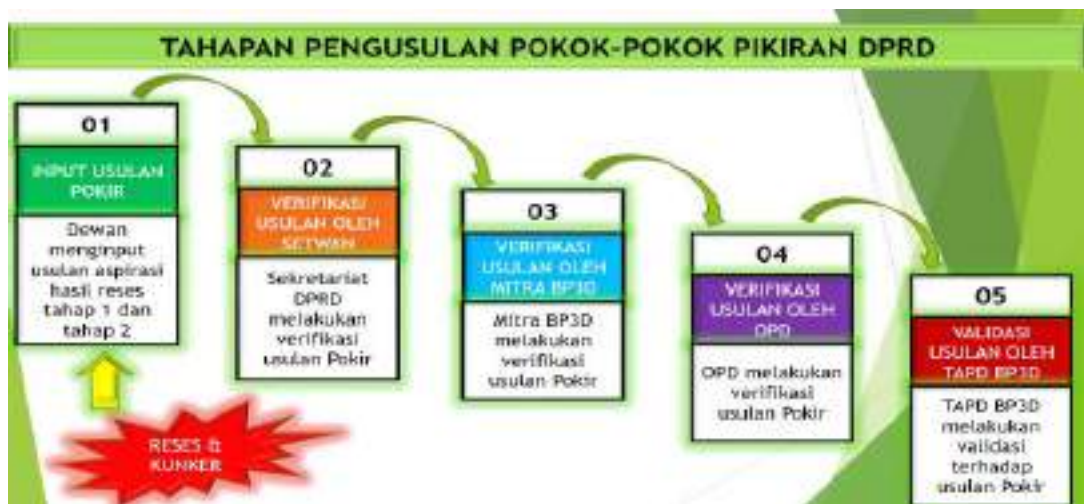 TAHAPAN PENGUSULAN POKOK-POKOK PIKIRAN DPRD
01
INPUT USULAN
POKIR
Dewan
menginput
usulan aspirasi
hasil reses
tahap 1 dan
tahap 2
RESES &
KUNKER
02
VERIFIKASI
USULAN OLEH
SETWAN
Sekretariat
DPRD
melakukan
verifikasi
usulan Pokir
03
VERIFIKASI
USULAN OLEH
MITRA BP3D
Mitra BP3D
melakukan
verifikasi
usulan Pokir
04
VERIFIKASI
USULAN OLEH
OPD
OPD melakukan
verifikasi
usulan Pokir
05
VALIDASI
USULAN OLEH
TAPD BP3D
TAPD BP3D
melakukan
validasi
terhadap
usulan Pokir